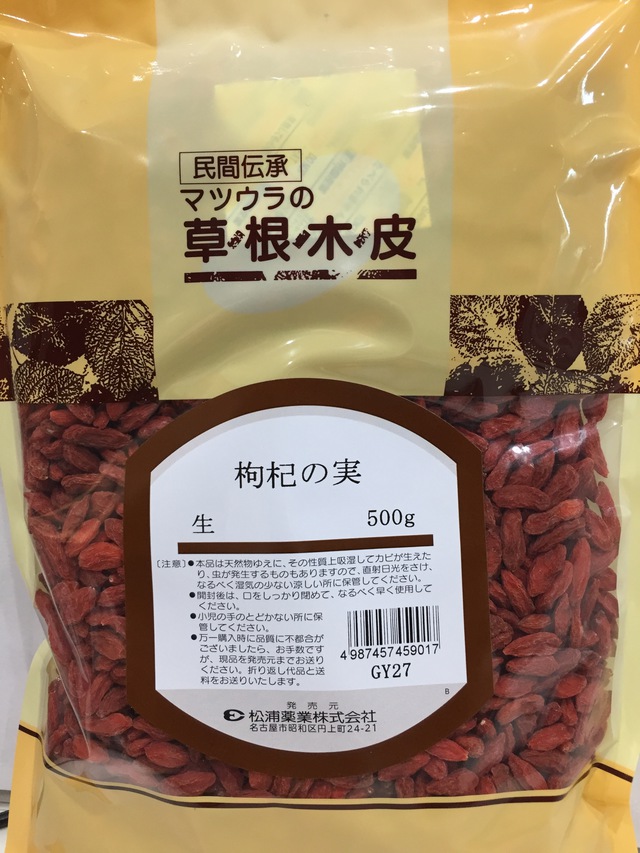 民間伝承
マツウラの
草・根・木・皮
枸杞の実
生 500g
〔注意〕●本品は天然物ゆえに、その性質上吸湿してカビが生えた
り、虫が発生するものもありますので、直射日光をさけ、
なるべく湿気の少ない涼しい所に保管してください。
●開封後は、口をしっかり閉めて、なるべく早く使用して
ください。
●小児の手のとどかない所に保
管してください。
●万一購入時に品質に不都合が
ございましたら、お手数です
が、現品を発売元までお送り
ください。折り返し代品と送
料をお送りいたします。
4987457459017
GY27
B
発売元
松浦薬業株式会社
名古屋市昭和区円上町24-21